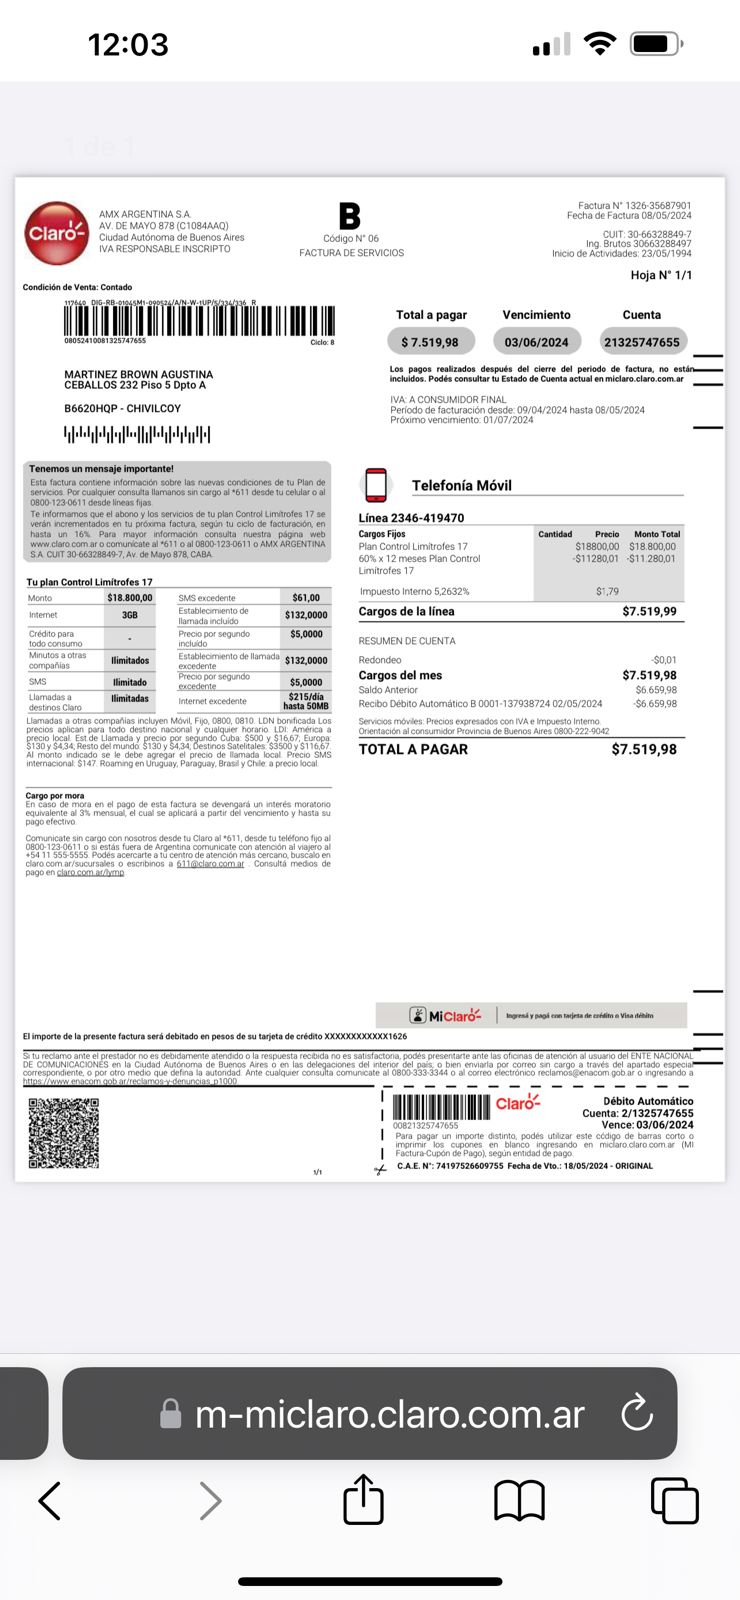 12:03
1 de 1
Claro
AMX ARGENTINA S.A.
AV. DE MAYO 878 (C1084AAQ)
Ciudad Autónoma de Buenos Aires
IVA RESPONSABLE INSCRIPTO
B
Código N° 06
FACTURA DE SERVICIOS
Factura N° 1326-35687901
Fecha de Factura 08/05/2024
CUIT: 30-66328849-7
Ing. Brutos 30663288497
Inicio de Actividades: 23/05/1994
Hoja N° 1/1
Condición de Venta: Contado
117640 DIG-RB-01045M1-090524/A/N-W-1UP/5/334/336 R
08052410081325747655
Ciclo: 8
Total a pagar Vencimiento Cuenta
$ 7.519,98 03/06/2024 21325747655
Los pagos realizados después del cierre del periodo de factura, no están
incluidos. Podés consultar tu Estado de Cuenta actual en miclaro.claro.com.ar
MARTINEZ BROWN AGUSTINA
CEBALLOS 232 Piso 5 Dpto A
B6620HQP - CHIVILCOY
IVA: A CONSUMIDOR FINAL
Período de facturación desde: 09/04/2024 hasta 08/05/2024
Próximo vencimiento: 01/07/2024
Tenemos un mensaje importante!
Esta factura contiene información sobre las nuevas condiciones de tu Plan de
servicios. Por cualquier consulta llamanos sin cargo al *611 desde tu celular o al
0800-123-0611 desde líneas fijas.
Te informamos que el abono y los servicios de tu plan Control Limítrofes 17 se
verán incrementados en tu próxima factura, según tu ciclo de facturación, en
hasta un 16%. Para mayor información consulta nuestra página web
www.claro.com.ar o comunícate al *611 o al 0800-123-0611 o AMX ARGENTINA
S.A. CUIT 30-66328849-7, Av. de Mayo 878, CABA.
Tu plan Control Limítrofes 17
Monto $18.800,00 SMS excedente $61,00
Internet 3GB Establecimiento de
llamada incluído $132,0000
Crédito para
todo consumo - Precio por segundo
incluído $5,0000
Minutos a otras
compañias Ilimitados Establecimiento de llamada
excedente $132,0000
SMS Ilimitado Precio por segundo
excedente $5,0000
Llamadas a
destinos Claro Ilimitadas Internet excedente $215/día
hasta 50MB
Llamadas a otras compañías incluyen Móvil, Fijo, 0800, 0810. LDN bonificada Los
precios aplican para todo destino nacional y cualquier horario. LDI: América a
precio local. Est de Llamada y precio por segundo Cuba: $500 y $16,67, Europa:
$130 y $4,34, Resto del mundo: $130 y $4,34, Destinos Satelitales: $3500 y $116,67.
Al monto indicado se le debe agregar el precio de llamada local. Precio SMS
internacional: $147. Roaming en Uruguay, Paraguay, Brasil y Chile: a precio local.
Cargo por mora
En caso de mora en el pago de esta factura se devengará un interés moratorio
equivalente al 3% mensual, el cual se aplicará a partir del vencimiento y hasta su
pago efectivo.
Comunicate sin cargo con nosotros desde tu Claro al *611, desde tu teléfono fijo al
0800-123-0611 o si estás fuera de Argentina comunicate con atención al viajero al
+54 11 555-5555. Podés acercarte a tu centro de atención más cercano, buscalo en
claro.com.ar/sucursales o escribinos a 611@claro.com.ar . Consultá medios de
pago en claro.com.ar/lymp.
Telefonía Móvil
Línea 2346-419470
Cargos Fijos Cantidad Precio Monto Total
Plan Control Limítrofes 17 $18800,00 $18.800,00
60% x 12 meses Plan Control -$11280,01 -$11.280,01
Limítrofes 17
Impuesto Interno 5,2632% $1,79
Cargos de la línea $7.519,99
RESUMEN DE CUENTA
Redondeo -$0,01
Cargos del mes $7.519,98
Saldo Anterior $6.659,98
Recibo Débito Automático B 0001-137938724 02/05/2024 -$6.659,98
Servicios móviles: Precios expresados con IVA e Impuesto Interno.
Orientación al consumidor Provincia de Buenos Aires 0800-222-9042
TOTAL A PAGAR $7.519,98
MiClaro Ingresá y pagá con tarjeta de crédito o Visa débito
El importe de la presente factura será debitado en pesos de su tarjeta de crédito XXXXXXXXXXXX1626
Si tu reclamo ante el prestador no es debidamente atendido o la respuesta recibida no es satisfactoria, podés presentarte ante las oficinas de atención al usuario del ENTE NACIONAL
DE COMUNICACIONES en la Ciudad Autónoma de Buenos Aires o en las delegaciones del interior del país; o bien enviarla por correo sin cargo a través del apartado especial
correspondiente, o por otro medio que defina la autoridad. Ante cualquier consulta comunicate al 0800-333-3344 o al correo electrónico reclamos@enacom.gob.ar o ingresando a
https://www.enacom.gob.ar/reclamos-y-denuncias_p1000.
Claro
00821325747655
Débito Automático
Cuenta: 2/1325747655
Vence: 03/06/2024
Para pagar un importe distinto, podés utilizar este código de barras corto o
imprimir los cupones en blanco ingresando en miclaro.claro.com.ar (MI
Factura-Cupón de Pago), según entidad de pago.
C.A.E. N°: 74197526609755 Fecha de Vto.: 18/05/2024 - ORIGINAL
1/1
m-miclaro.claro.com.ar